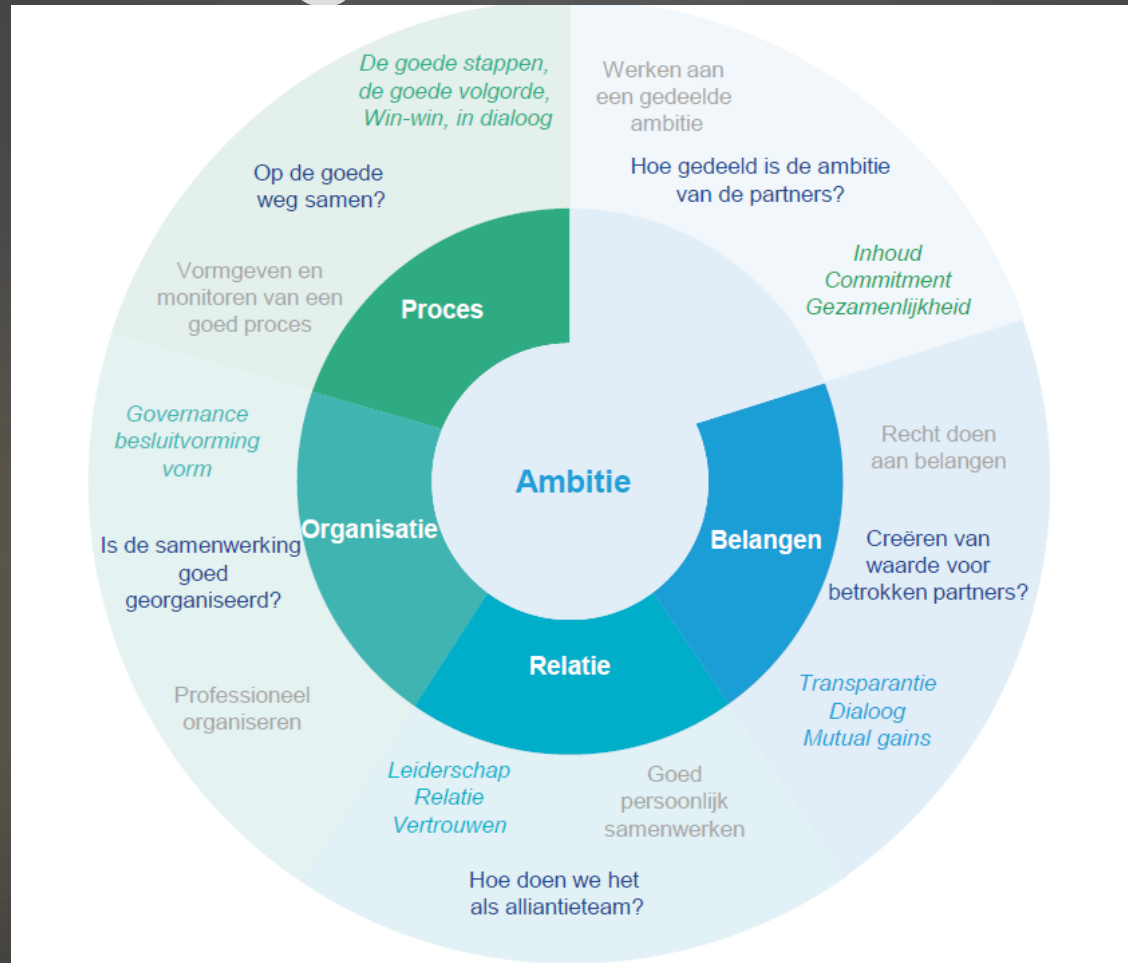 De goede stappen,
de goede volgorde,
Win-win, in dialoog
Werken aan
een gedeelde
ambitie
Op de goede
weg samen?
Hoe gedeeld is de ambitie
van de partners?
Vormgeven en
monitoren van een
goed proces
Inhoud
Commitment
Gezamenlijkheid
Proces
Governance
besluitvorming
vorm
Recht doen
aan belangen
Ambitie
Organisatie
Belangen
Is de samenwerking
goed
georganiseerd?
Creëren van
waarde voor
betrokken partners?
Relatie
Professioneel
organiseren
Transparantie
Dialoog
Mutual gains
Leiderschap
Relatie
Vertrouwen
Goed
persoonlijk
samenwerken
Hoe doen we het
als alliantieteam?